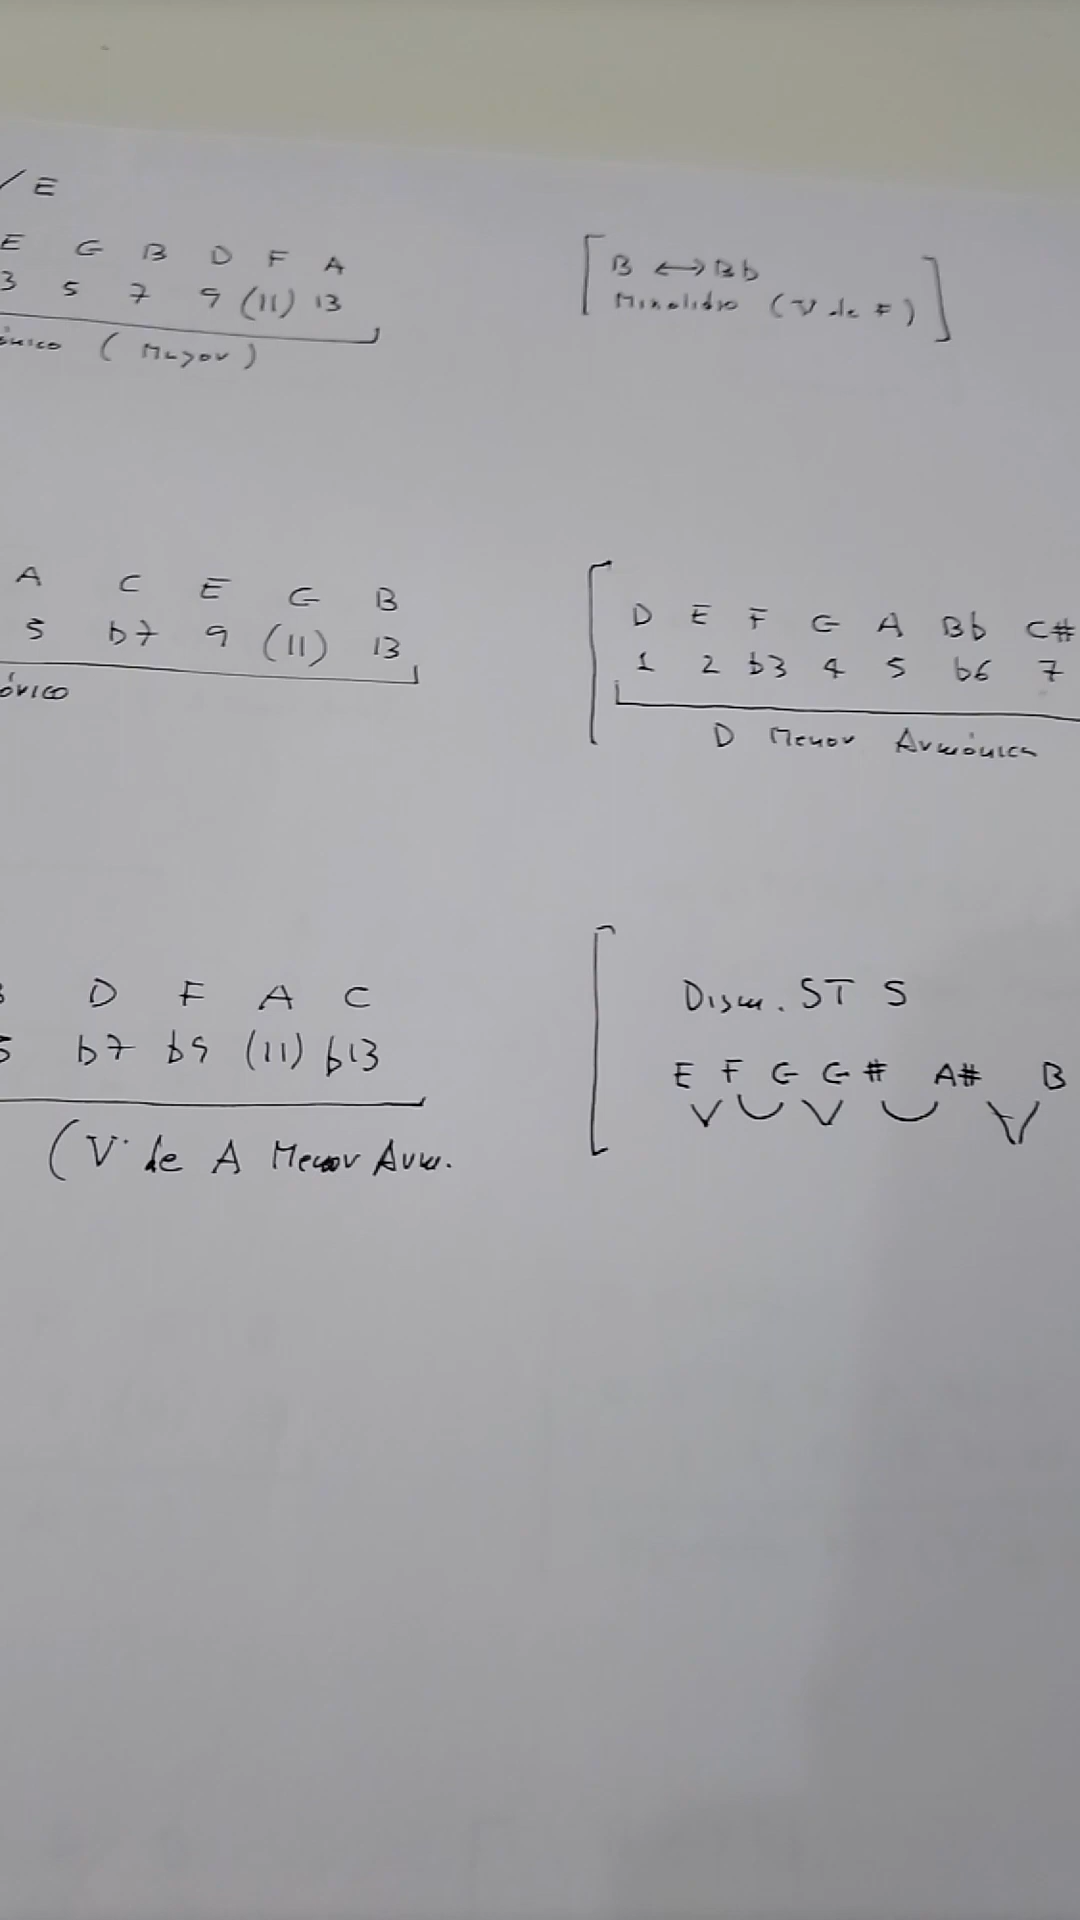 /E
E G B D F A
3 5 7 9 (11) 13
ónico (Mayor)
B ↔ Bb
Mixolidio (V de F)
A C E G B
5 b7 9 (11) 13
órico
D E F G A Bb C#
1 2 b3 4 5 b6 7
D Menor Armónica
B D F A C
5 b7 b9 (11) b13
(V de A Menor Arm.
Dism. ST S
E F G G# A# B